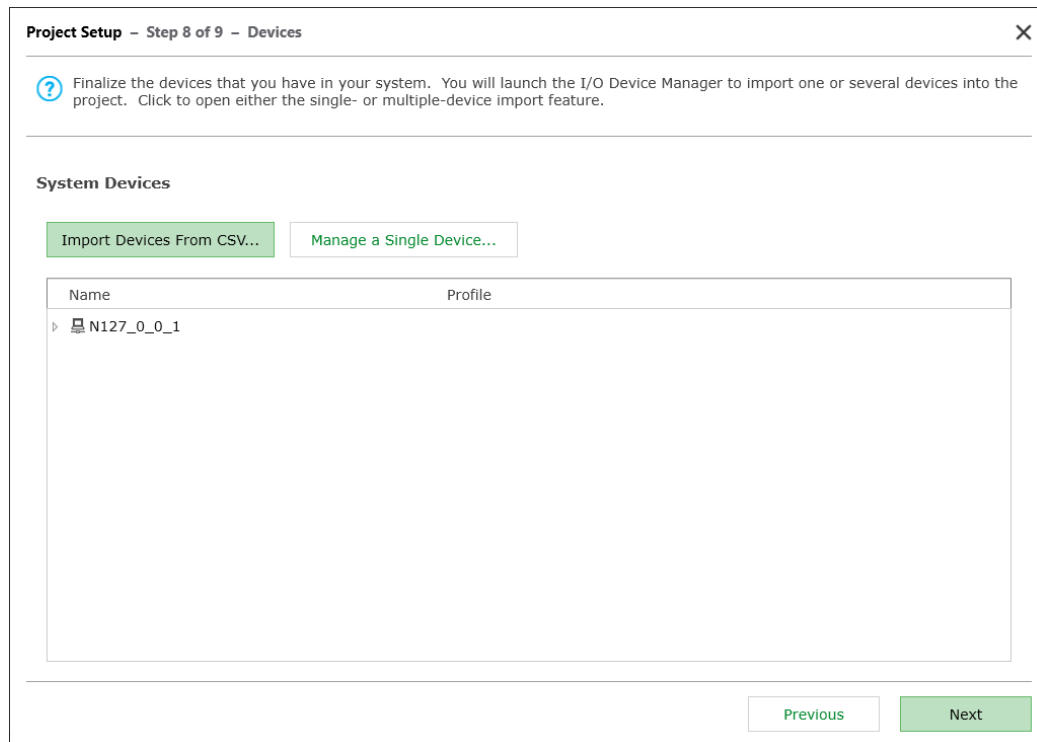 Project Setup – Step 8 of 9 – Devices
Finalize the devices that you have in your system. You will launch the I/O Device Manager to import one or several devices into the
project. Click to open either the single- or multiple-device import feature.
System Devices
Import Devices From CSV... Manage a Single Device...
Name Profile
N127_0_0_1
Previous Next